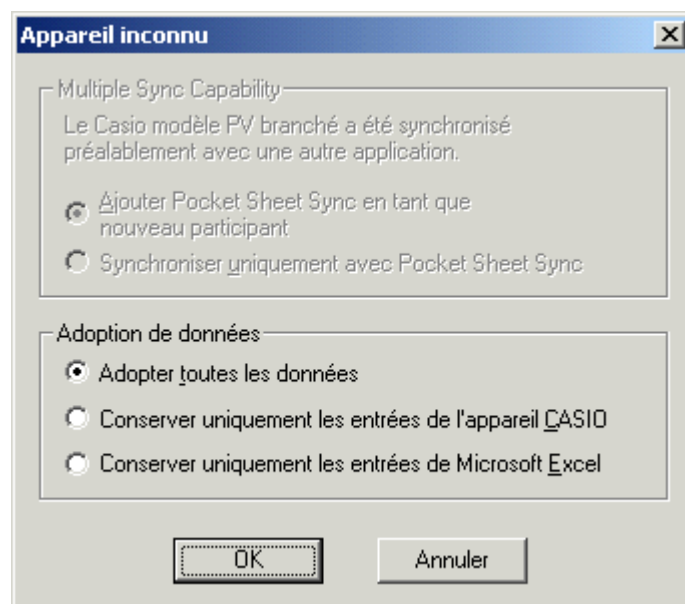 Appareil inconnu
Multiple Sync Capability
Le Casio modèle PV branché a été synchronisé
préalablement avec une autre application.
Ajouter Pocket Sheet Sync en tant que
nouveau participant
Synchroniser uniquement avec Pocket Sheet Sync
Adoption de données
Adopter toutes les données
Conserver uniquement les entrées de l'appareil CASIO
Conserver uniquement les entrées de Microsoft Excel
OK
Annuler